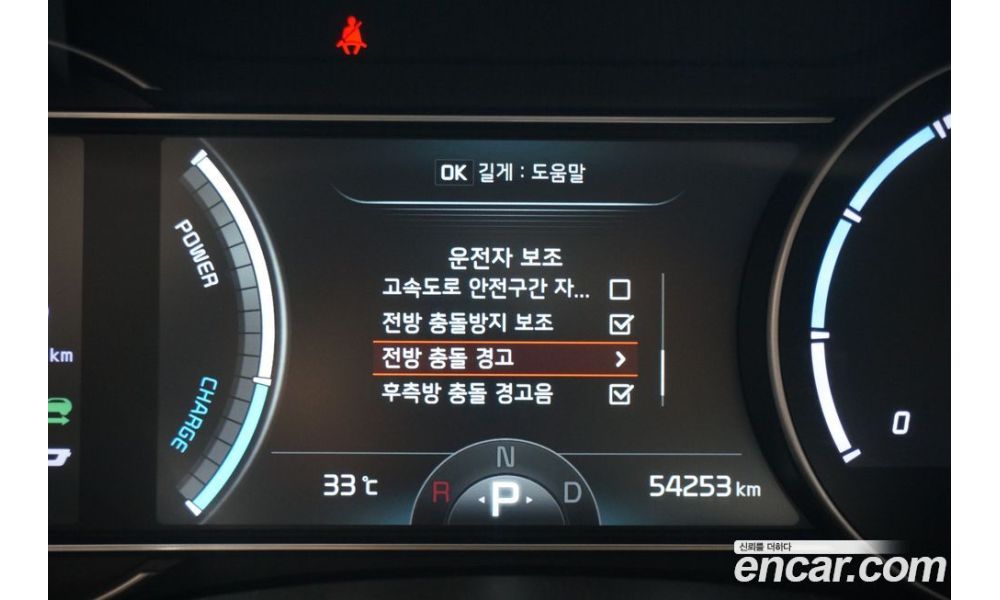 OK 길게 : 도움말
운전자 보조
고속도로 안전구간 자...
전방 충돌방지 보조
전방 충돌 경고
후측방 충돌 경고음
POWER
CHARGE
km
0
33 ℃
N
R P D
54253 km
신뢰를 더하다
encar.com